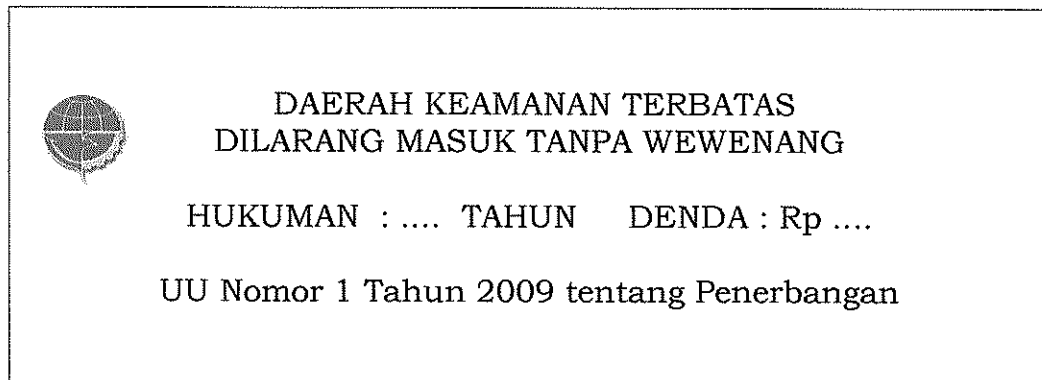 DAERAH KEAMANAN TERBATAS
DILARANG MASUK TANPA WEWENANG
HUKUMAN : .... TAHUN DENDA : Rp ....
UU Nomor 1 Tahun 2009 tentang Penerbangan